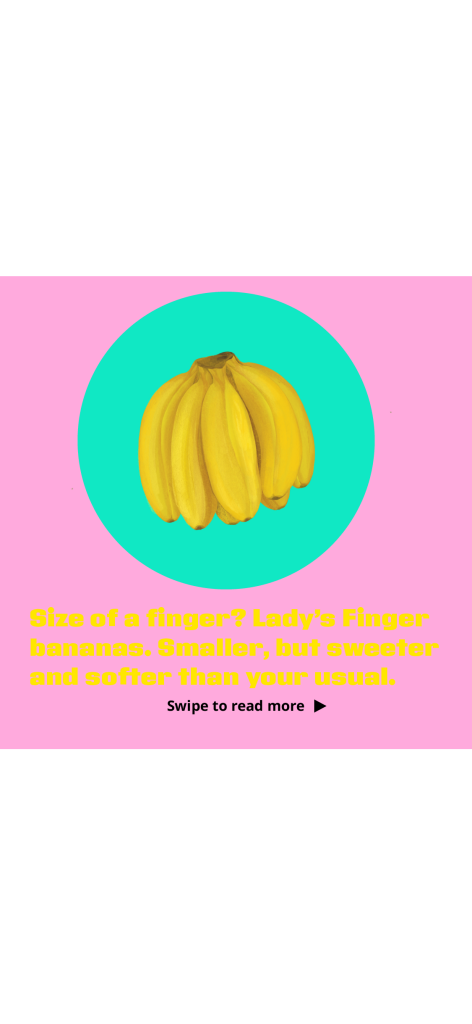 Size of a finger? Lady's Finger
bananas. Smaller, but sweeter
and softer than your usual.
Swipe to read more ▶